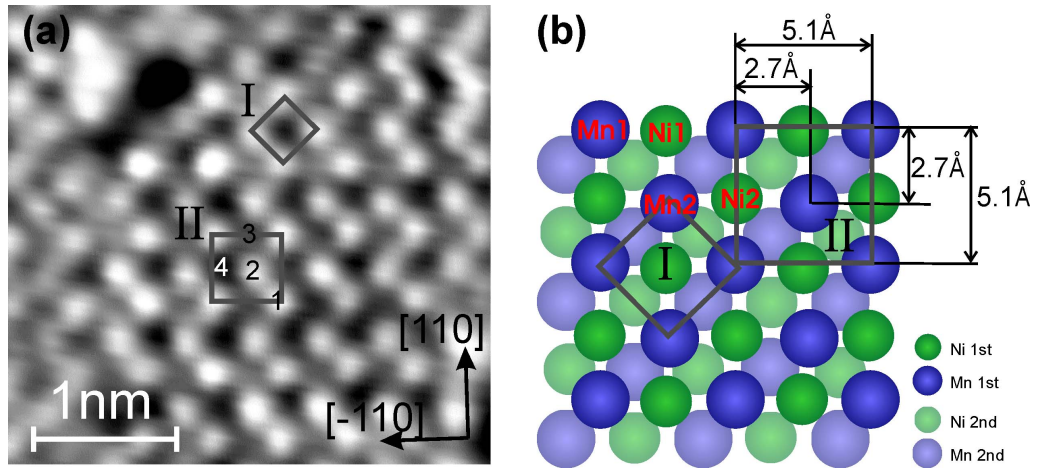 (a)
I
II
3
4
2
1
[110]
[-110]
1nm
(b)
5.1Å
2.7Å
Mn1
Ni1
Mn2
Ni2
2.7Å
5.1Å
II
I
Ni 1st
Mn 1st
Ni 2nd
Mn 2nd